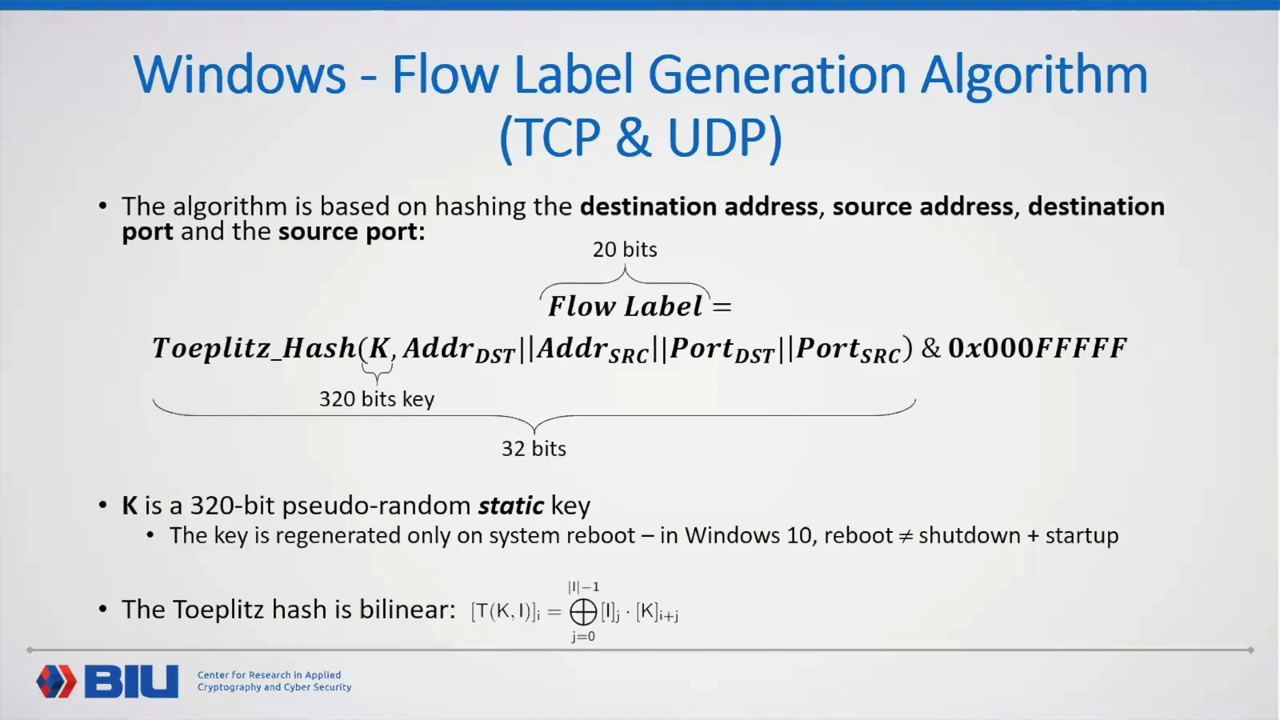 Windows - Flow Label Generation Algorithm
(TCP & UDP)
• The algorithm is based on hashing the destination address, source address, destination
port and the source port:
20 bits
Flow Label =
Toeplitz_Hash(K, Addr_DST||Addr_SRC||Port_DST||Port_SRC) & 0x000FFFFF
320 bits key
32 bits
• K is a 320-bit pseudo-random static key
• The key is regenerated only on system reboot – in Windows 10, reboot ≠ shutdown + startup
|I|−1
• The Toeplitz hash is bilinear: [T(K, I)]_i = ⊕ [I]_j · [K]_{i+j}
j=0
BIU
Center for Research in Applied
Cryptography and Cyber Security